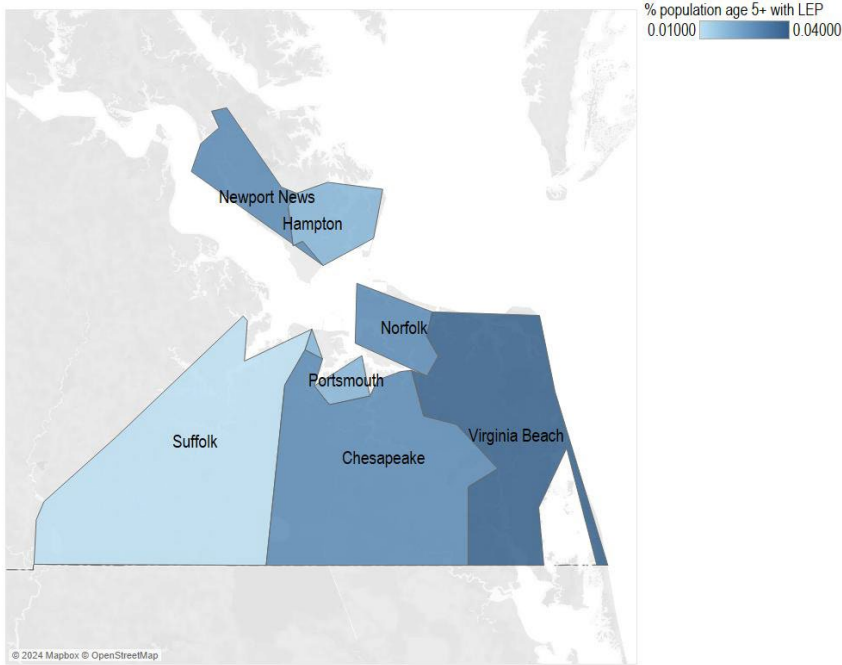 % population age 5+ with LEP
0.01000 0.04000
Newport News
Hampton
Norfolk
Portsmouth
Suffolk
Virginia Beach
Chesapeake
© 2024 Mapbox © OpenStreetMap